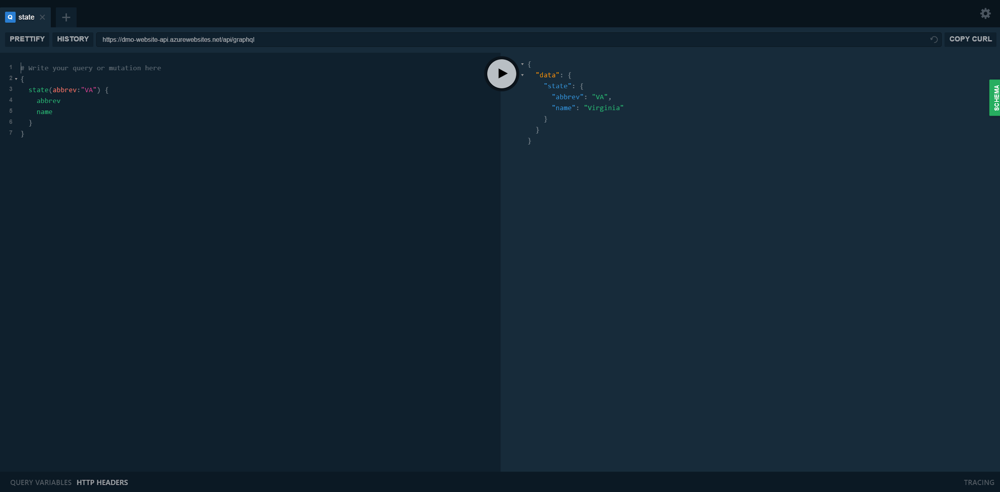 Q state
PRETTIFY HISTORY https://dmo-website-api.azurewebsites.net/api/graphql COPY CURL
1 # Write your query or mutation here
2 {
3 state(abbrev:"VA") {
4 abbrev
5 name
6 }
7 }
{
"data": {
"state": {
"abbrev": "VA",
"name": "Virginia"
}
}
}
SCHEMA
QUERY VARIABLES HTTP HEADERS
TRACING